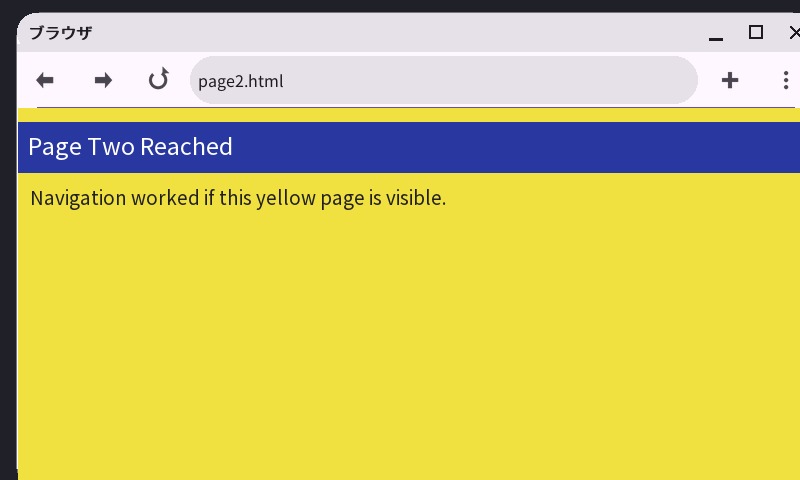 ブラウザ
page2.html
Page Two Reached
Navigation worked if this yellow page is visible.